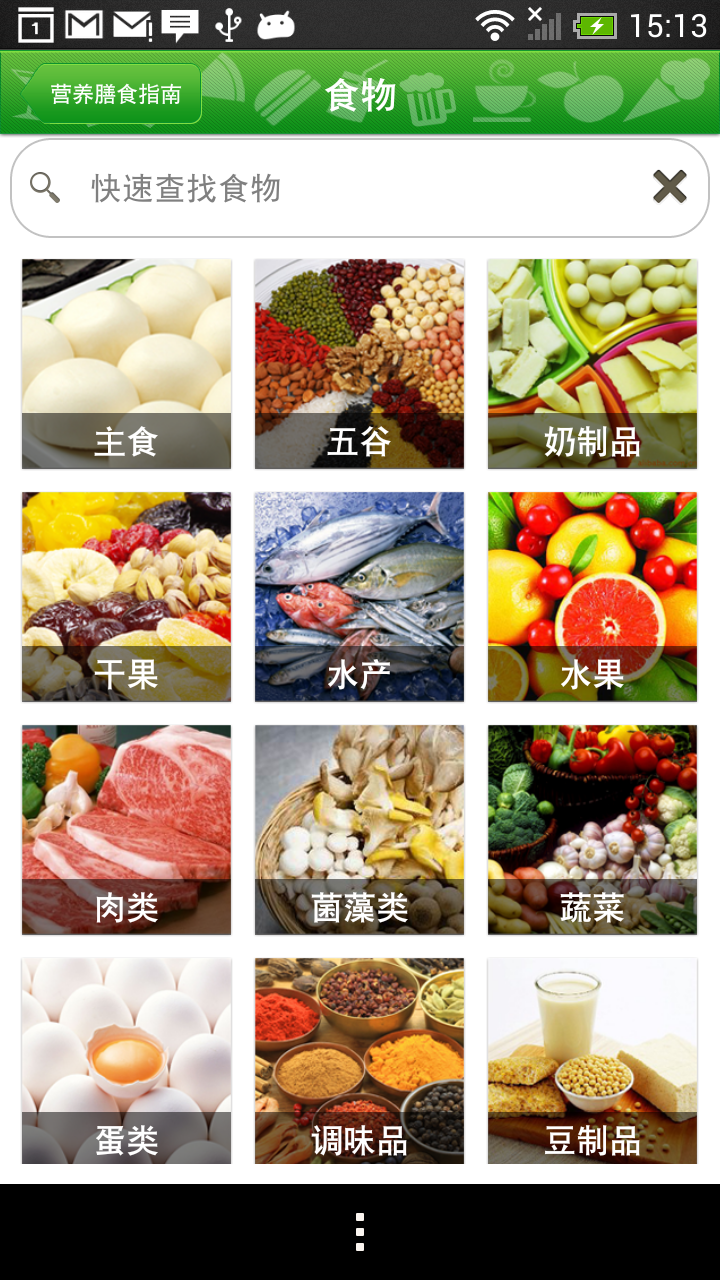 1
15:13
营养膳食指南
食物
快速查找食物
主食
五谷
奶制品
干果
水产
水果
肉类
菌藻类
蔬菜
蛋类
调味品
豆制品